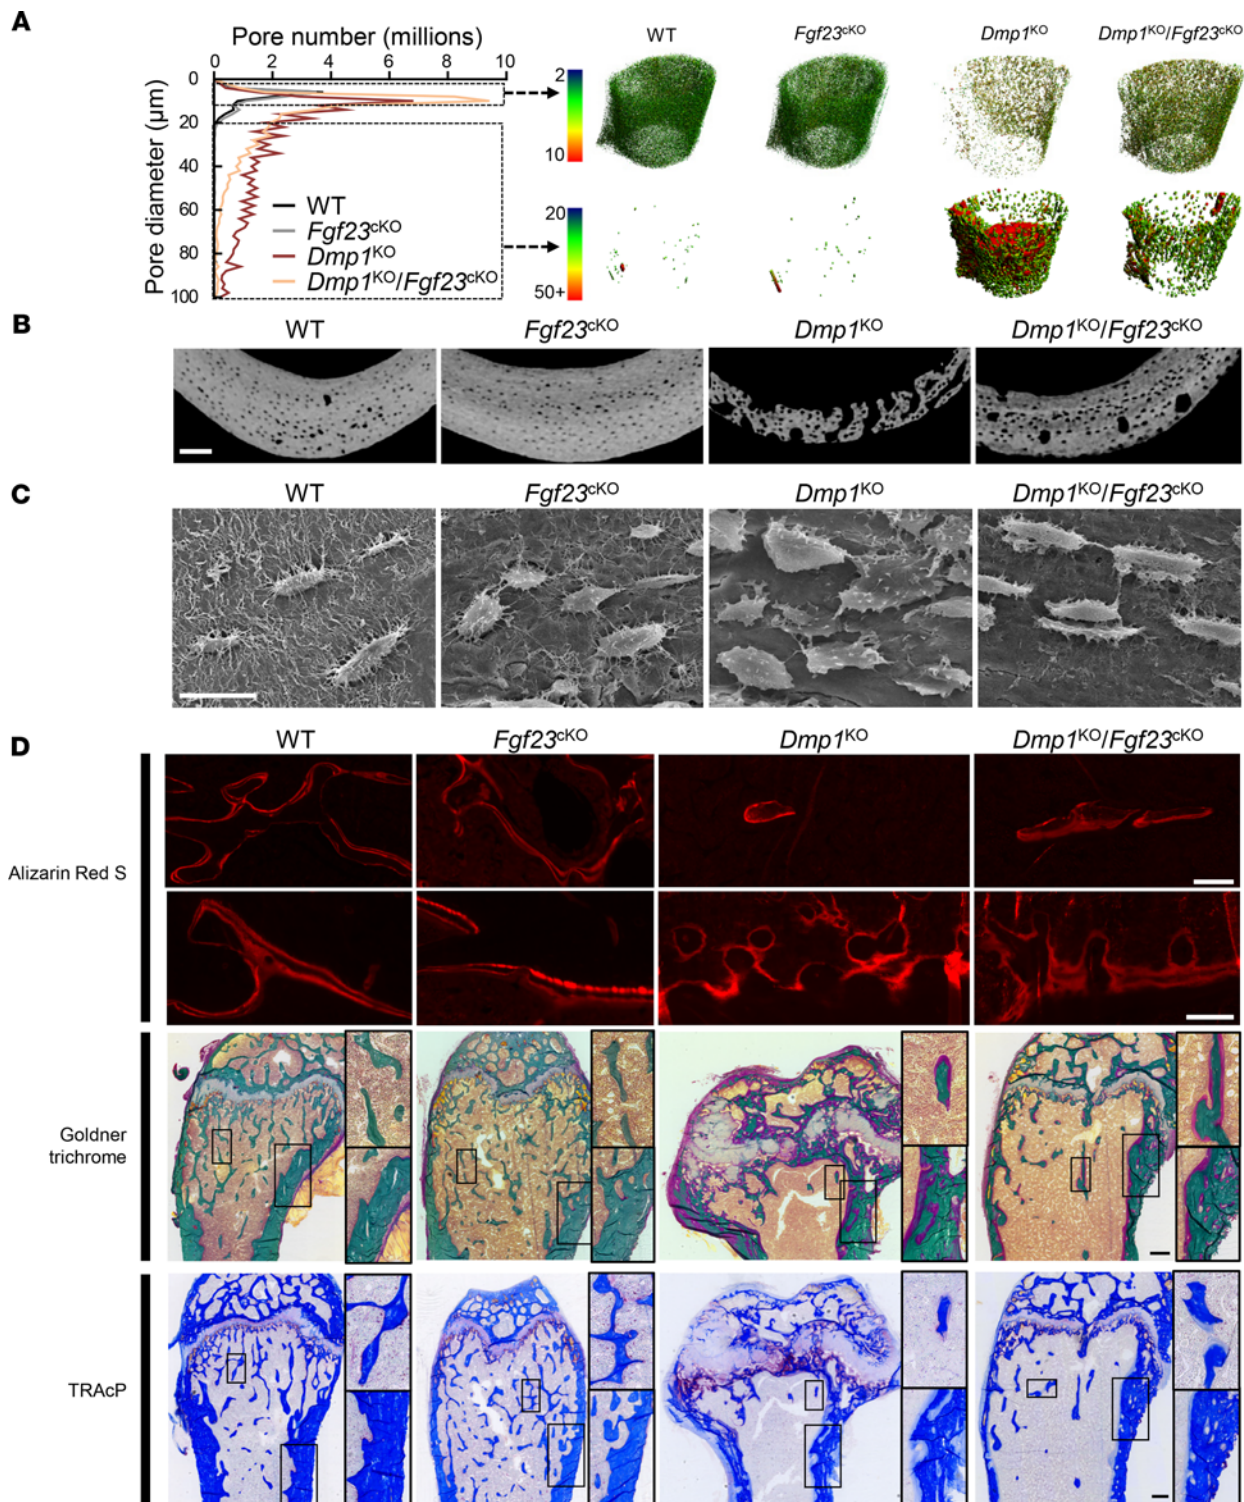 A
Pore number (millions)
0 2 4 6 8 10
Pore diameter (µm)
0
20
40
60
80
100
WT
Fgf23cKO
Dmp1KO
Dmp1KO/Fgf23cKO
2
10
20
50+
WT Fgf23cKO Dmp1KO Dmp1KO/Fgf23cKO
B
WT Fgf23cKO Dmp1KO Dmp1KO/Fgf23cKO
C
WT Fgf23cKO Dmp1KO Dmp1KO/Fgf23cKO
D
WT Fgf23cKO Dmp1KO Dmp1KO/Fgf23cKO
Alizarin Red S
Goldner
trichrome
TRAcP